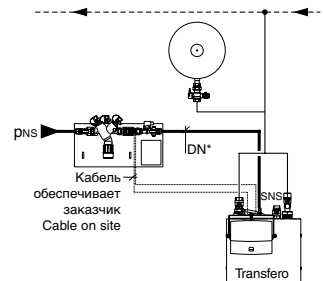 pNS
DN*
Кабель
обеспечивает
заказчик
Cable on site
SNS
Transfero